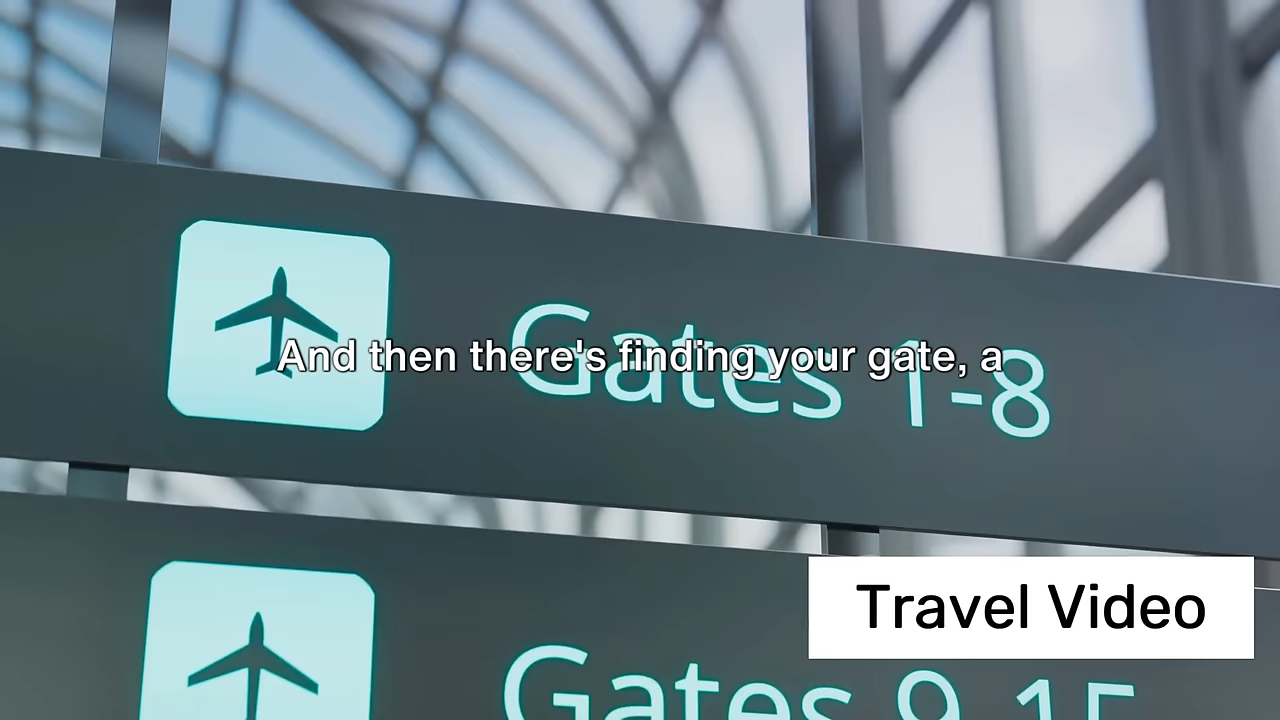 Gates 1-8
And then there's finding your gate, a
Travel Video
Gates 9-15